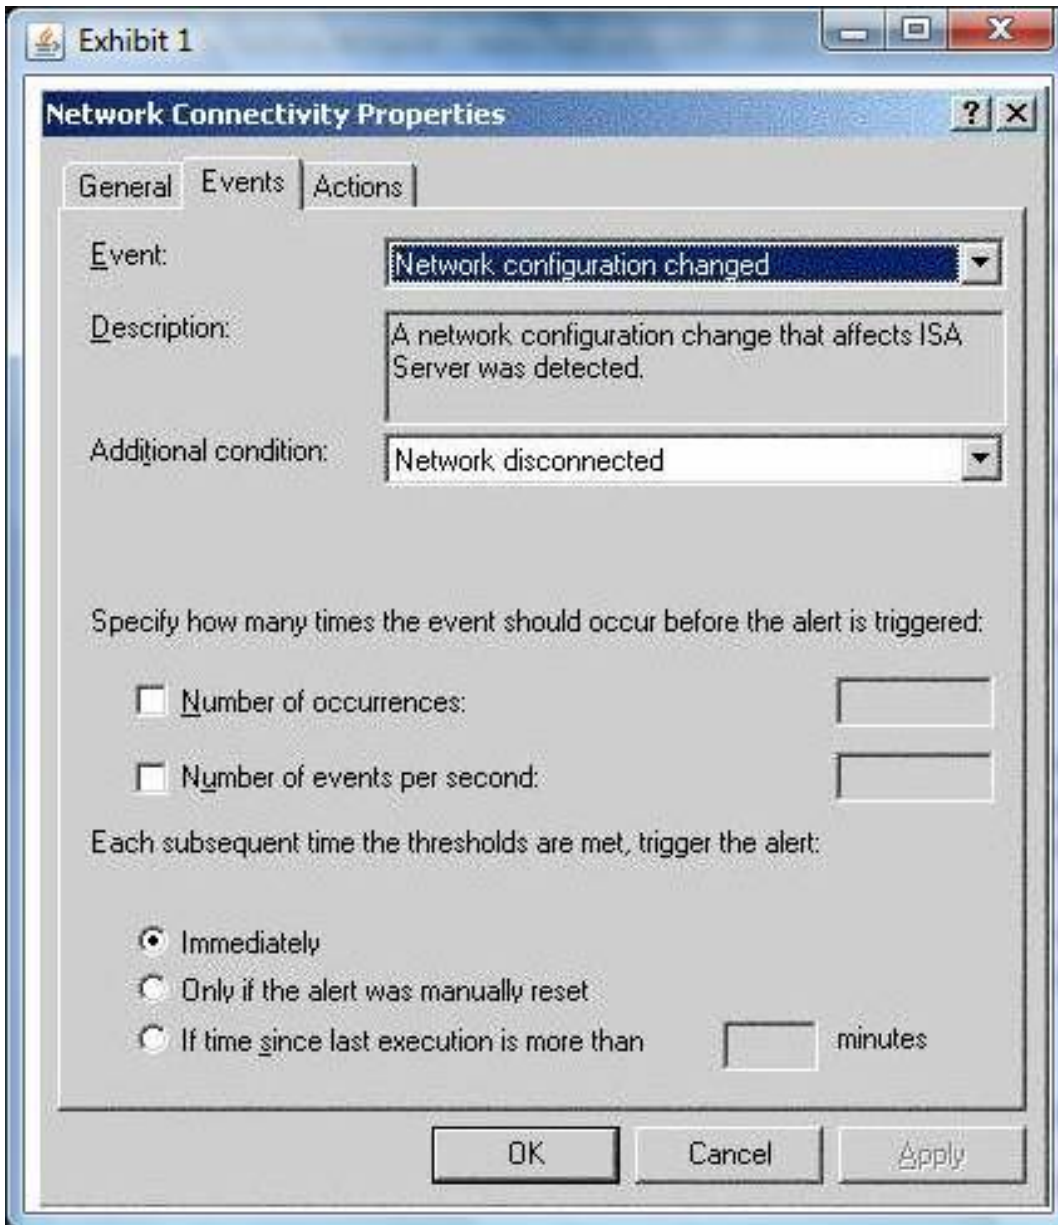 Exhibit 1
Network Connectivity Properties
General
Events
Actions
Event:
Network configuration changed
Description:
A network configuration change that affects ISA
Server was detected.
Additional condition:
Network disconnected
Specify how many times the event should occur before the alert is triggered:
Number of occurrences:
Number of events per second:
Each subsequent time the thresholds are met, trigger the alert:
Immediately
Only if the alert was manually reset
If time since last execution is more than
minutes
OK
Cancel
Apply